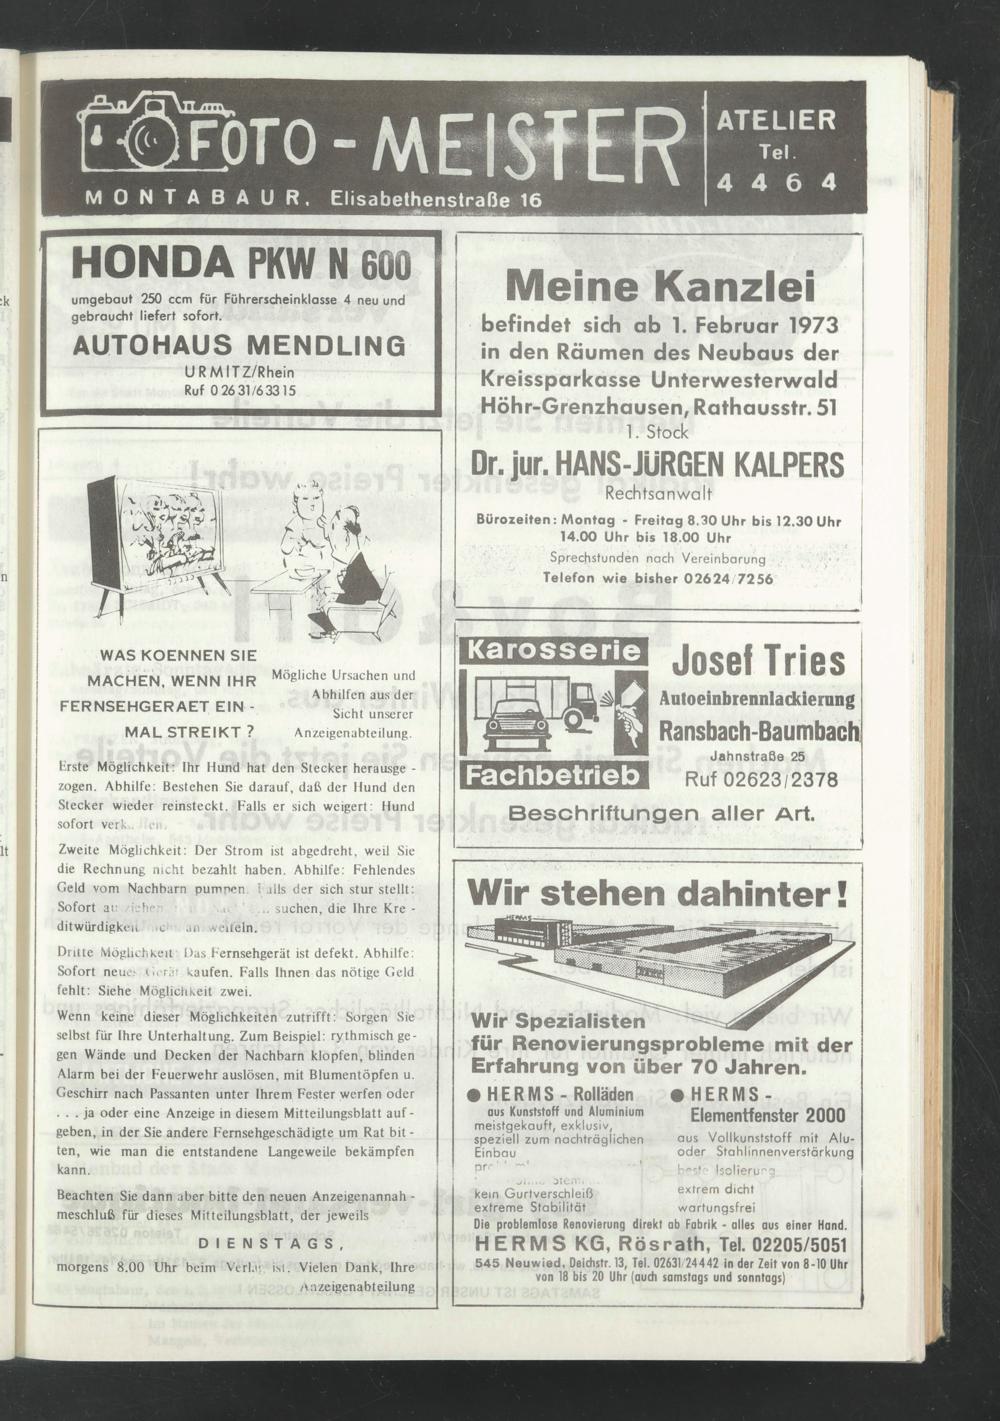 FOTO - MEISTER
MONTABAUR, Elisabethenstraße 16
ATELIER
Tel.
4 4 6 4
HONDA PKW N 600
umgebaut 250 ccm für Führerscheinklasse 4 neu und
gebraucht liefert sofort.
AUTOHAUS MENDLING
URMITZ/Rhein
Ruf 0 26 31/6 33 15
WAS KOENNEN SIE
MACHEN, WENN IHR
FERNSEHGERAET EIN -
MAL STREIKT ?
Mögliche Ursachen und
Abhilfen aus der
Sicht unserer
Anzeigenabteilung.
Erste Möglichkeit: Ihr Hund hat den Stecker herausge -
zogen. Abhilfe: Bestehen Sie darauf, daß der Hund den
Stecker wieder reinsteckt. Falls er sich weigert: Hund
sofort
Zweite Möglichkeit: Der Strom ist abgedreht, weil Sie
die Rechnung nicht bezahlt haben. Abhilfe: Fehlendes
Geld vom Nachbarn pumpen. Falls der sich stur stellt:
Sofort suchen, die Ihre Kre -
ditwürdigkeit
Dritte Möglichkeit: Das Fernsehgerät ist defekt. Abhilfe:
Sofort neues Gerät kaufen. Falls Ihnen das nötige Geld
fehlt: Siehe Möglichkeit zwei.
Wenn keine dieser Möglichkeiten zutrifft: Sorgen Sie
selbst für Ihre Unterhaltung. Zum Beispiel: rythmisch ge-
gen Wände und Decken der Nachbarn klopfen, blinden
Alarm bei der Feuerwehr auslösen, mit Blumentöpfen u.
Geschirr nach Passanten unter Ihrem Fester werfen oder
. . . ja oder eine Anzeige in diesem Mitteilungsblatt auf -
geben, in der Sie andere Fernsehgeschädigte um Rat bit -
ten, wie man die entstandene Langeweile bekämpfen
kann.
Beachten Sie dann aber bitte den neuen Anzeigenannah -
meschluß für dieses Mitteilungsblatt, der jeweils
DIENSTAGS,
morgens 8.00 Uhr beim Verlag ist. Vielen Dank, Ihre
Anzeigenabteilung
Meine Kanzlei
befindet sich ab 1. Februar 1973
in den Räumen des Neubaus der
Kreissparkasse Unterwesterwald
Höhr-Grenzhausen, Rathausstr. 51
1. Stock
Dr. jur. HANS-JÜRGEN KALPERS
Rechtsanwalt
Bürozeiten: Montag - Freitag 8.30 Uhr bis 12.30 Uhr
14.00 Uhr bis 18.00 Uhr
Sprechstunden nach Vereinbarung
Telefon wie bisher 02624/7256
Karosserie
Fachbetrieb
Josef Tries
Autoeinbrennlackierung
Ransbach-Baumbach
Jahnstraße 25
Ruf 02623/2378
Beschriftungen aller Art.
Wir stehen dahinter!
HERMS
Wir Spezialisten
für Renovierungsprobleme mit der
Erfahrung von über 70 Jahren.
● HERMS - Rolläden
aus Kunststoff und Aluminium
meistgekauft, exklusiv,
speziell zum nachträglichen
Einbau
kein Gurtverschleiß
extreme Stabilität
● HERMS -
Elementfenster 2000
aus Vollkunststoff mit Alu-
oder Stahlinnenverstärkung
beste Isolierung
extrem dicht
wartungsfrei
Die problemlose Renovierung direkt ab Fabrik - alles aus einer Hand.
HERMS KG, Rösrath, Tel. 02205/5051
545 Neuwied, Deichstr. 13, Tel. 02631/24442 in der Zeit von 8-10 Uhr
von 18 bis 20 Uhr (auch samstags und sonntags)